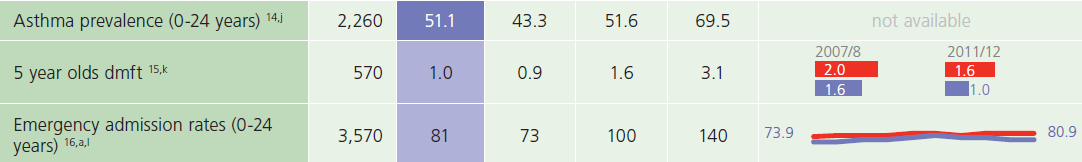 Asthma prevalence (0-24 years) 14,j 2,260 51.1 43.3 51.6 69.5 not available
2007/8 2011/12
5 year olds dmft 15,k 570 1.0 0.9 1.6 3.1 2.0 1.6
1.6 1.0
Emergency admission rates (0-24
years) 16,a,l 3,570 81 73 100 140 73.9 80.9